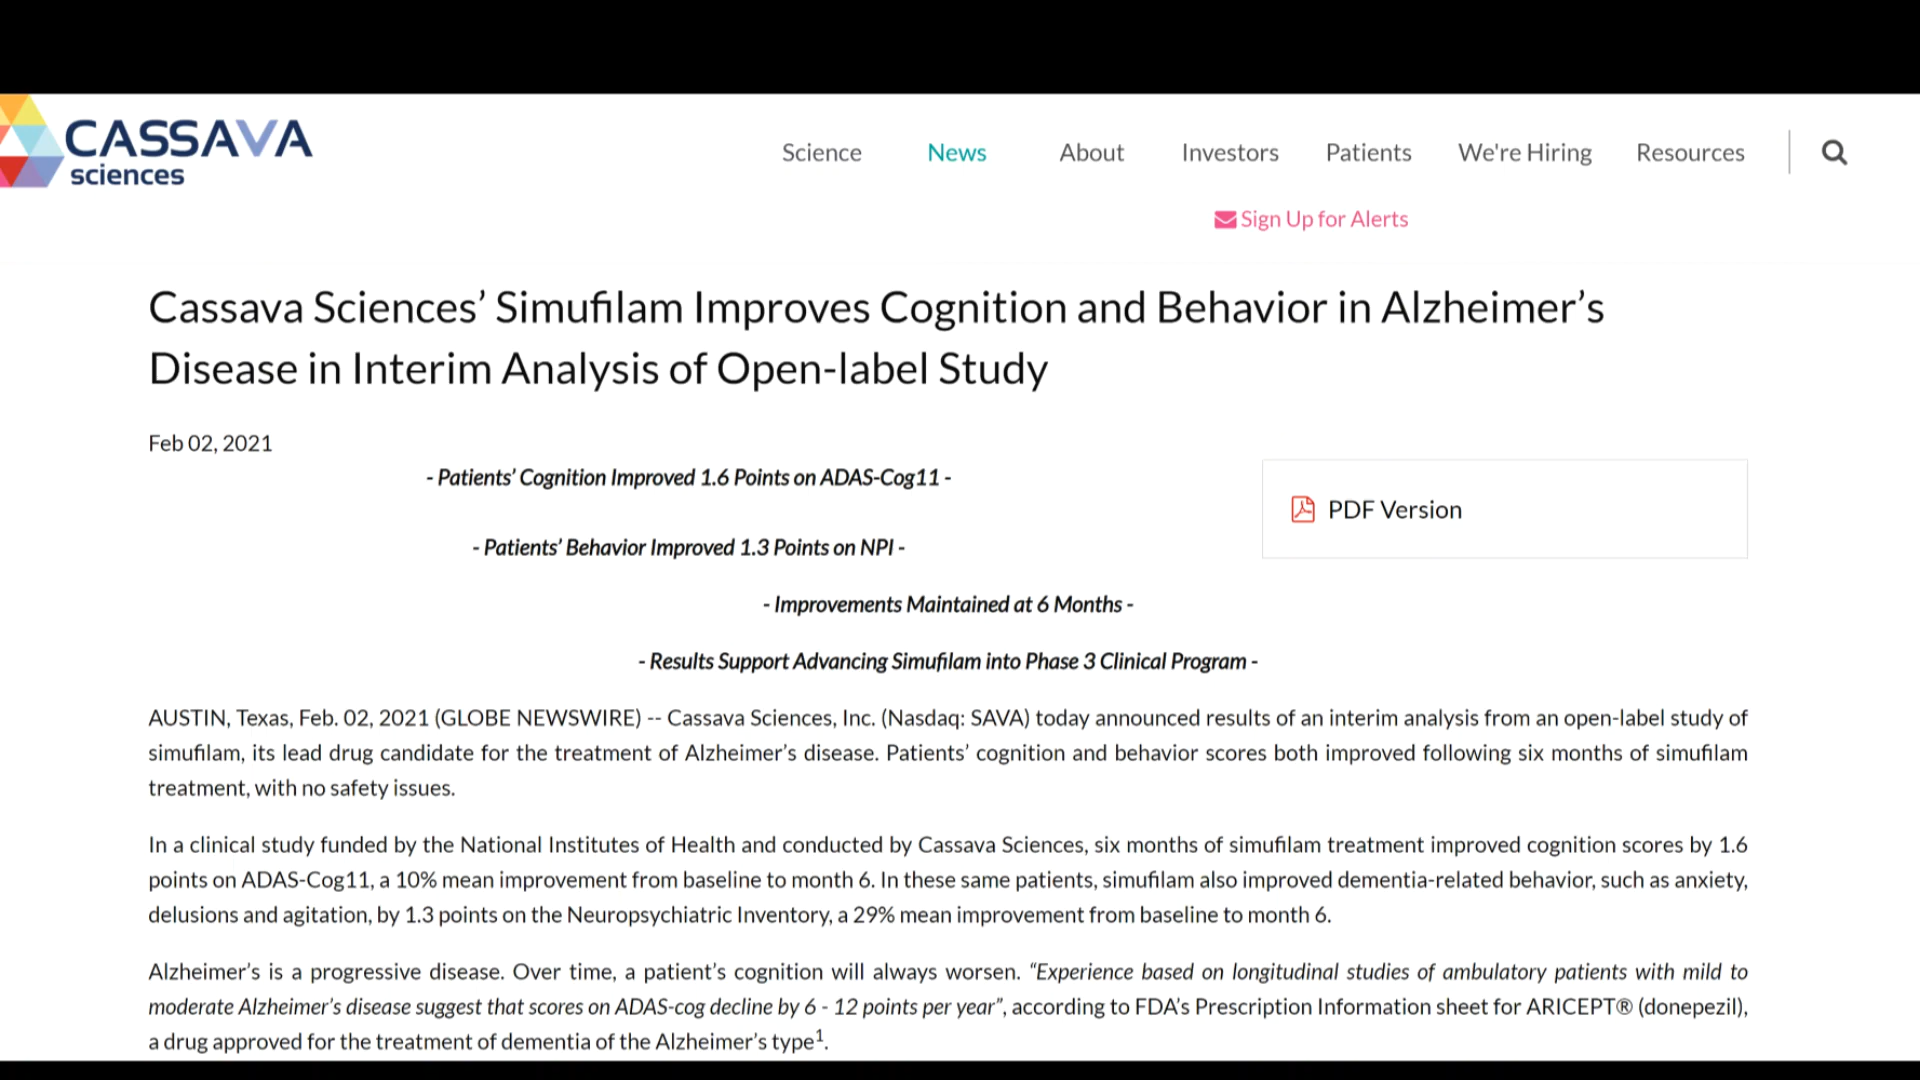 CASSAVA
sciences
Science News About Investors Patients We're Hiring Resources
Sign Up for Alerts
Cassava Sciences’ Simufilam Improves Cognition and Behavior in Alzheimer’s
Disease in Interim Analysis of Open-label Study
Feb 02, 2021
- Patients’ Cognition Improved 1.6 Points on ADAS-Cog11 -
PDF Version
- Patients’ Behavior Improved 1.3 Points on NPI -
- Improvements Maintained at 6 Months -
- Results Support Advancing Simufilam into Phase 3 Clinical Program -
AUSTIN, Texas, Feb. 02, 2021 (GLOBE NEWSWIRE) -- Cassava Sciences, Inc. (Nasdaq: SAVA) today announced results of an interim analysis from an open-label study of
simufilam, its lead drug candidate for the treatment of Alzheimer’s disease. Patients’ cognition and behavior scores both improved following six months of simufilam
treatment, with no safety issues.
In a clinical study funded by the National Institutes of Health and conducted by Cassava Sciences, six months of simufilam treatment improved cognition scores by 1.6
points on ADAS-Cog11, a 10% mean improvement from baseline to month 6. In these same patients, simufilam also improved dementia-related behavior, such as anxiety,
delusions and agitation, by 1.3 points on the Neuropsychiatric Inventory, a 29% mean improvement from baseline to month 6.
Alzheimer’s is a progressive disease. Over time, a patient’s cognition will always worsen. “Experience based on longitudinal studies of ambulatory patients with mild to
moderate Alzheimer’s disease suggest that scores on ADAS-cog decline by 6 - 12 points per year”, according to FDA’s Prescription Information sheet for ARICEPT® (donepezil),
a drug approved for the treatment of dementia of the Alzheimer’s type¹.